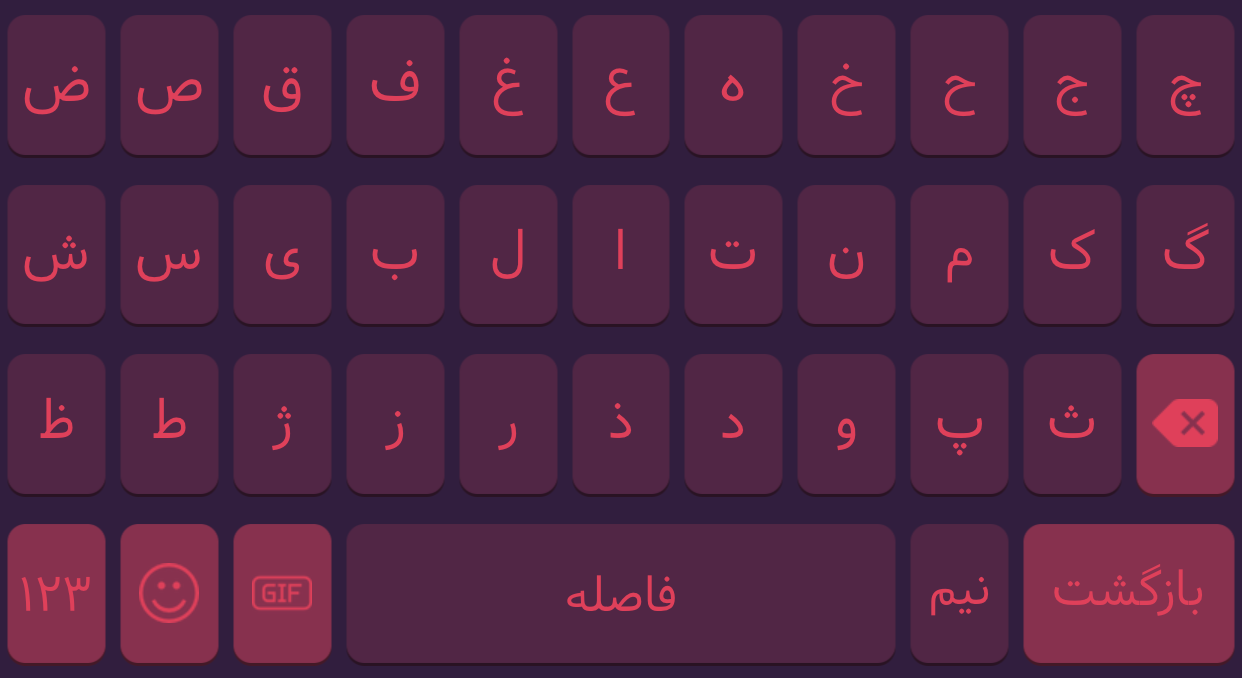 ض ص ق ف غ ع ه خ ح ج چ
ش س ی ب ل ا ت ن م ک گ
ظ ط ژ ز ر ذ د و پ ث
۱۲۳ GIF فاصله نیم بازگشت